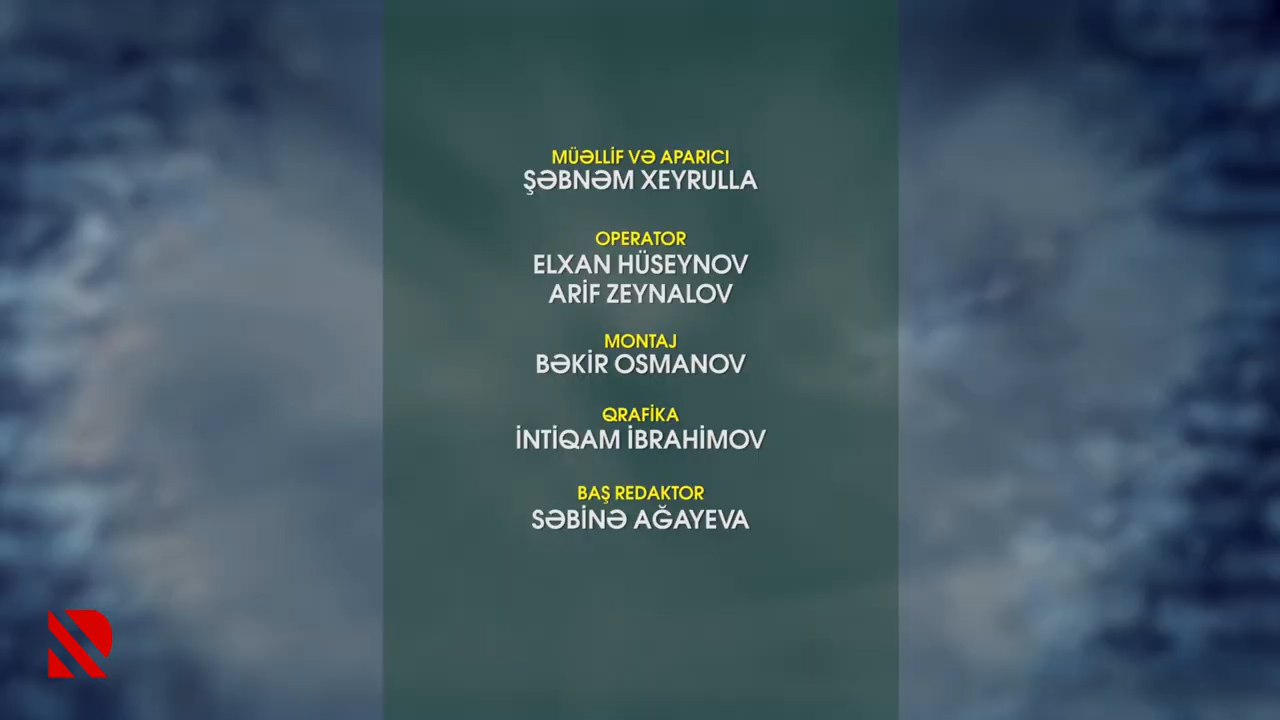 MÜƏLLİF VƏ APARICI
ŞƏBNƏM XEYRULLA
OPERATOR
ELXAN HÜSEYNOV
ARİF ZEYNALOV
MONTAJ
BƏKİR OSMANOV
QRAFİKA
İNTİQAM İBRAHİMOV
BAŞ REDAKTOR
SƏBİNƏ AĞAYEVA